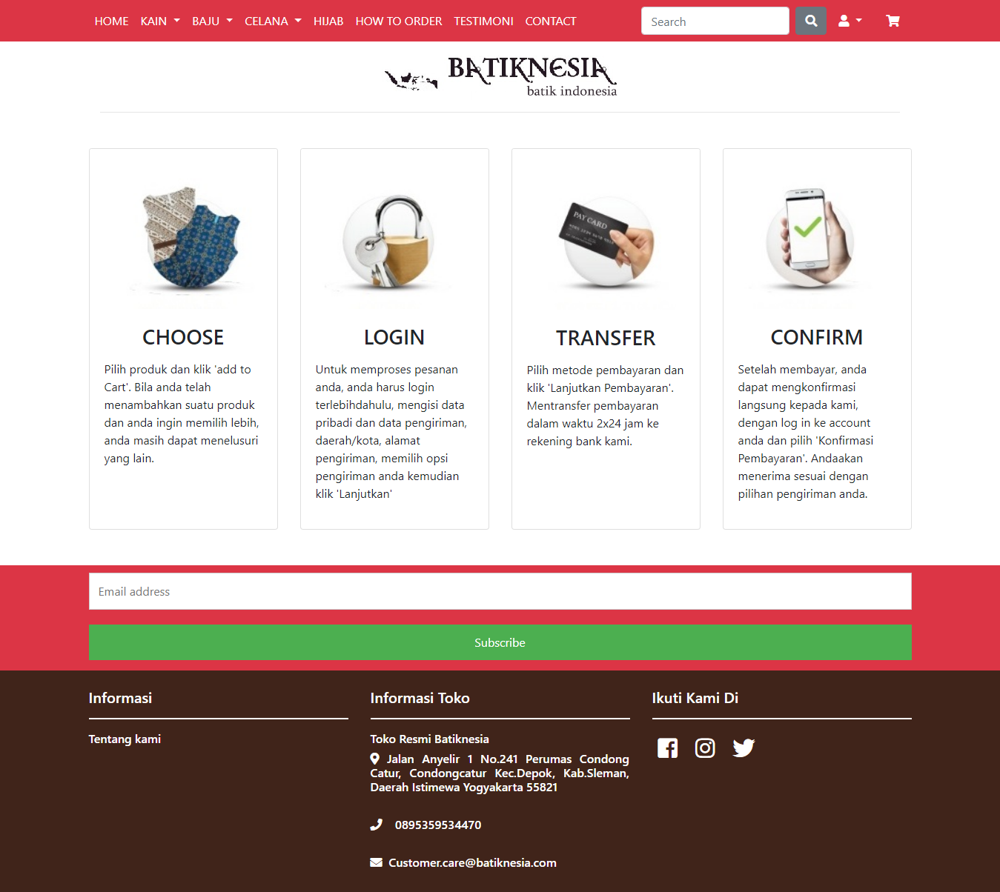 HOME KAIN BAJU CELANA HIJAB HOW TO ORDER TESTIMONI CONTACT Search
BATIKNESIA
batik indonesia
PAY CARD
CHOOSE
Pilih produk dan klik 'add to
Cart'. Bila anda telah
menambahkan suatu produk
dan anda ingin memilih lebih,
anda masih dapat menelusuri
yang lain.
LOGIN
Untuk memproses pesanan
anda, anda harus login
terlebihdahulu, mengisi data
pribadi dan data pengiriman,
daerah/kota, alamat
pengiriman, memilih opsi
pengiriman anda kemudian
klik 'Lanjutkan'
TRANSFER
Pilih metode pembayaran dan
klik 'Lanjutkan Pembayaran'.
Mentransfer pembayaran
dalam waktu 2x24 jam ke
rekening bank kami.
CONFIRM
Setelah membayar, anda
dapat mengkonfirmasi
langsung kepada kami,
dengan log in ke account
anda dan pilih 'Konfirmasi
Pembayaran'. Andaakan
menerima sesuai dengan
pilihan pengiriman anda.
Email address
Subscribe
Informasi
Tentang kami
Informasi Toko
Toko Resmi Batiknesia
Jalan Anyelir 1 No.241 Perumas Condong
Catur, Condongcatur Kec.Depok, Kab.Sleman,
Daerah Istimewa Yogyakarta 55821
0895359534470
Customer.care@batiknesia.com
Ikuti Kami Di